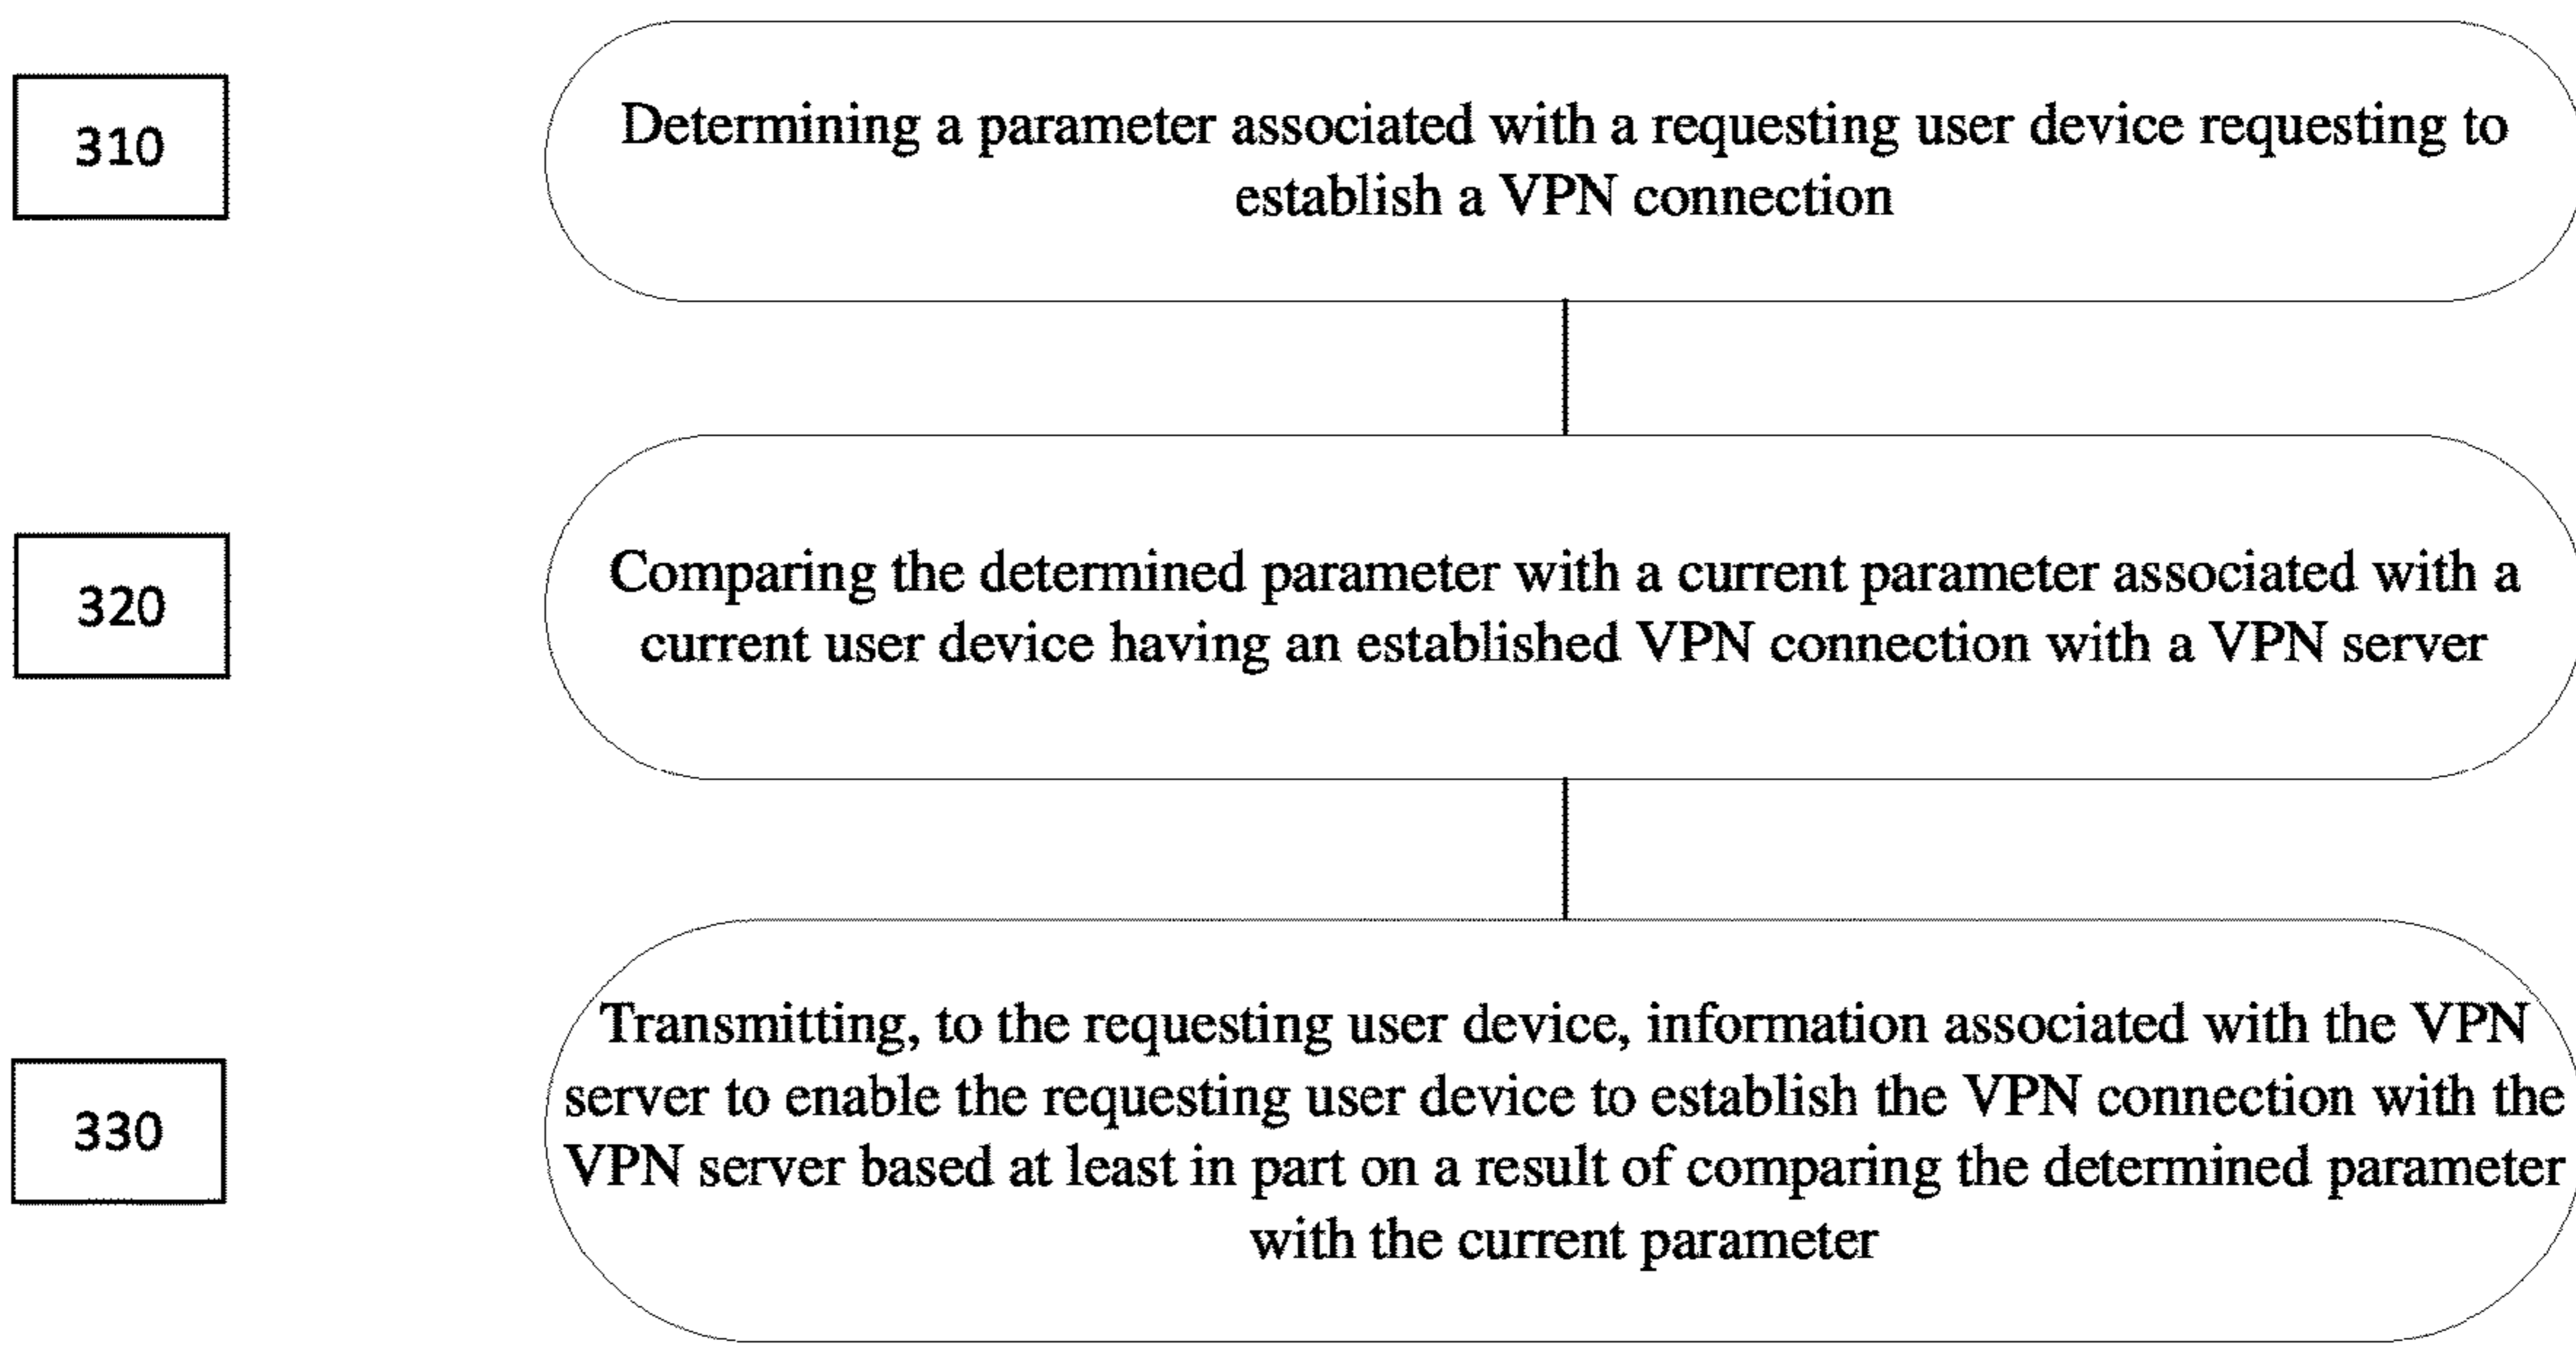 310
Determining a parameter associated with a requesting user device requesting to
establish a VPN connection
320
Comparing the determined parameter with a current parameter associated with a
current user device having an established VPN connection with a VPN server
330
Transmitting, to the requesting user device, information associated with the VPN
server to enable the requesting user device to establish the VPN connection with the
VPN server based at least in part on a result of comparing the determined parameter
with the current parameter